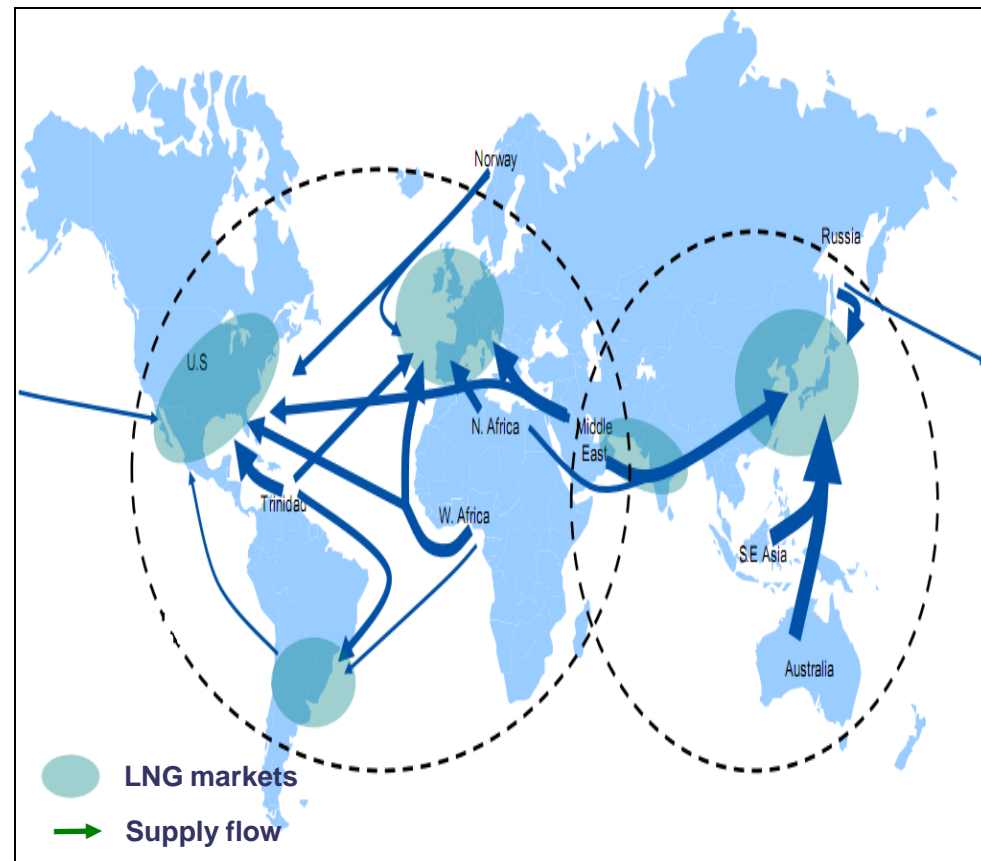 Norway
Russia
U.S
N. Africa
Middle
East
Trinidad
W. Africa
S.E Asia
Australia
LNG markets
Supply flow